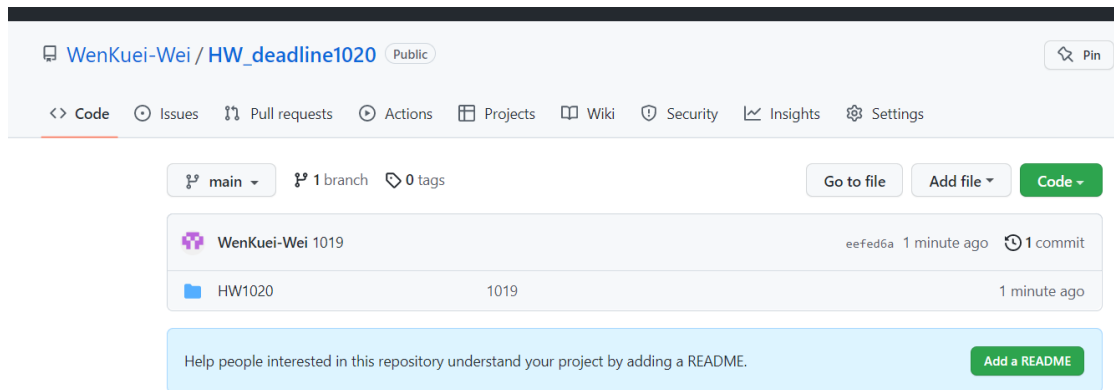 WenKuei-Wei / HW_deadline1020 Public Pin
Code Issues Pull requests Actions Projects Wiki Security Insights Settings
main 1 branch 0 tags Go to file Add file Code
WenKuei-Wei 1019 eefed6a 1 minute ago 1 commit
HW1020 1019 1 minute ago
Help people interested in this repository understand your project by adding a README. Add a README